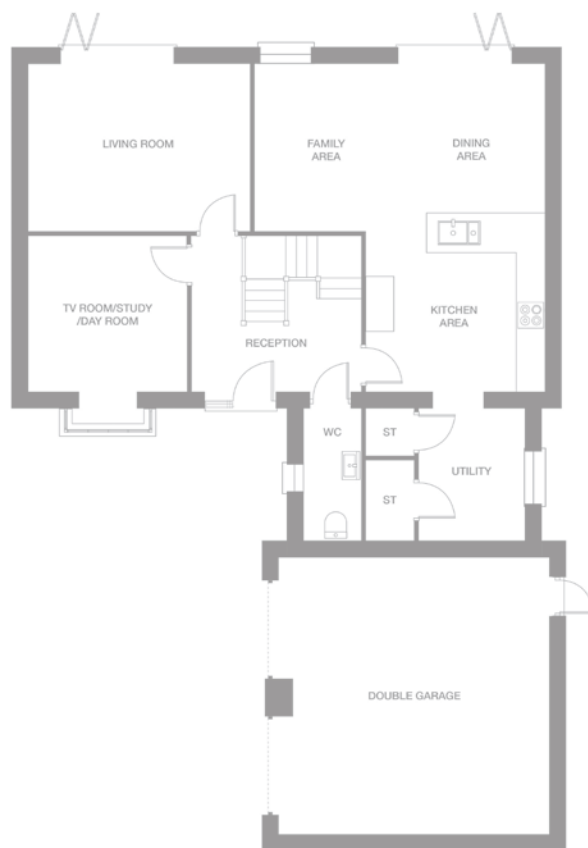 LIVING ROOM
FAMILY
AREA
DINING
AREA
TV ROOM/STUDY
/DAY ROOM
KITCHEN
AREA
RECEPTION
WC
ST
UTILITY
ST
DOUBLE GARAGE